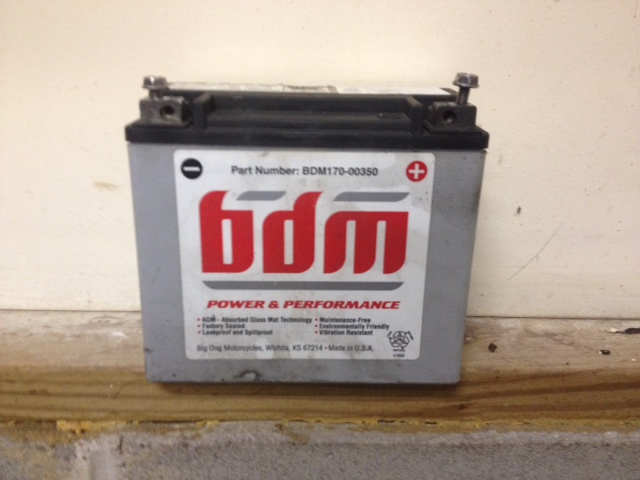 Part Number: BDM170-00350
bdm
POWER & PERFORMANCE
• AGM - Absorbed Glass Mat Technology • Maintenance-Free
• Factory Sealed • Environmentally Friendly
• Leakproof and Spillproof • Vibration Resistant
Big Dog Motorcycles, Wichita, KS 67214 • Made in U.S.A.